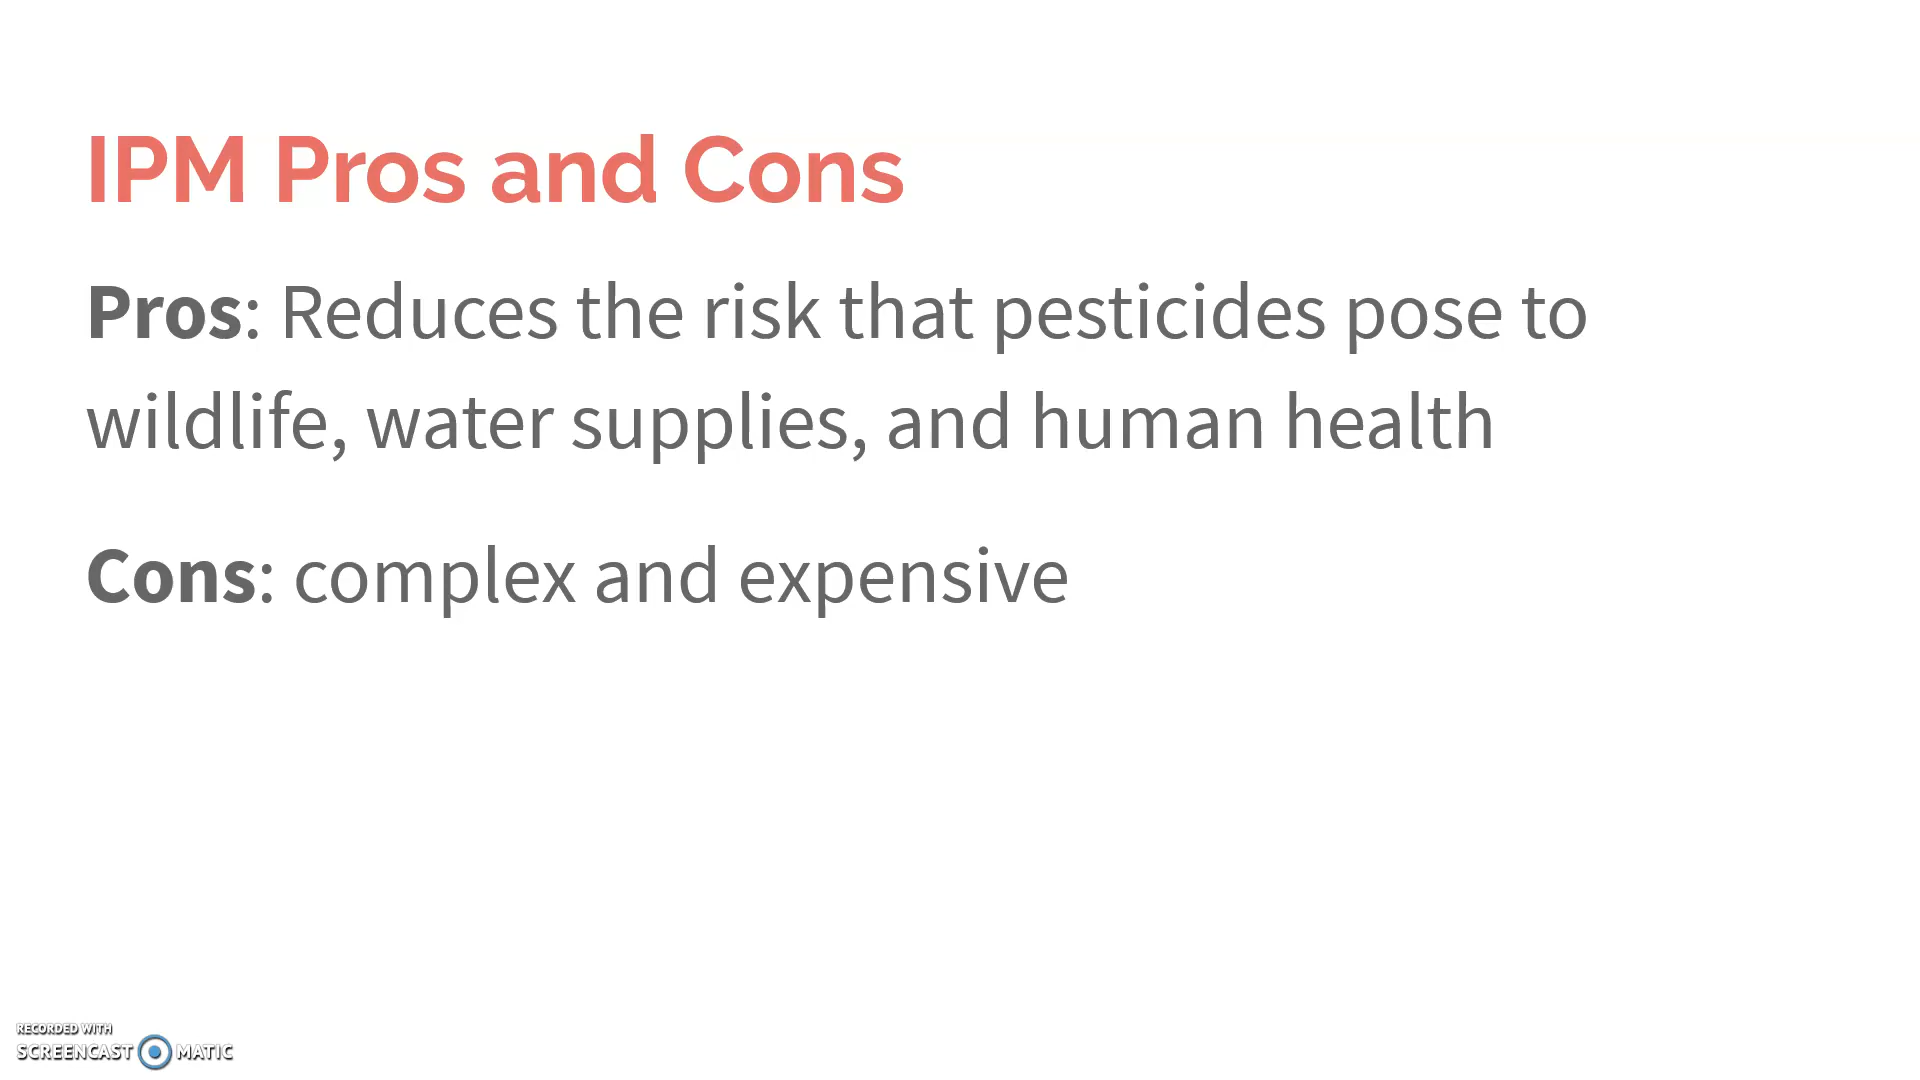 IPM Pros and Cons
Pros: Reduces the risk that pesticides pose to
wildlife, water supplies, and human health
Cons: complex and expensive
RECORDED WITH
SCREENCAST MATIC